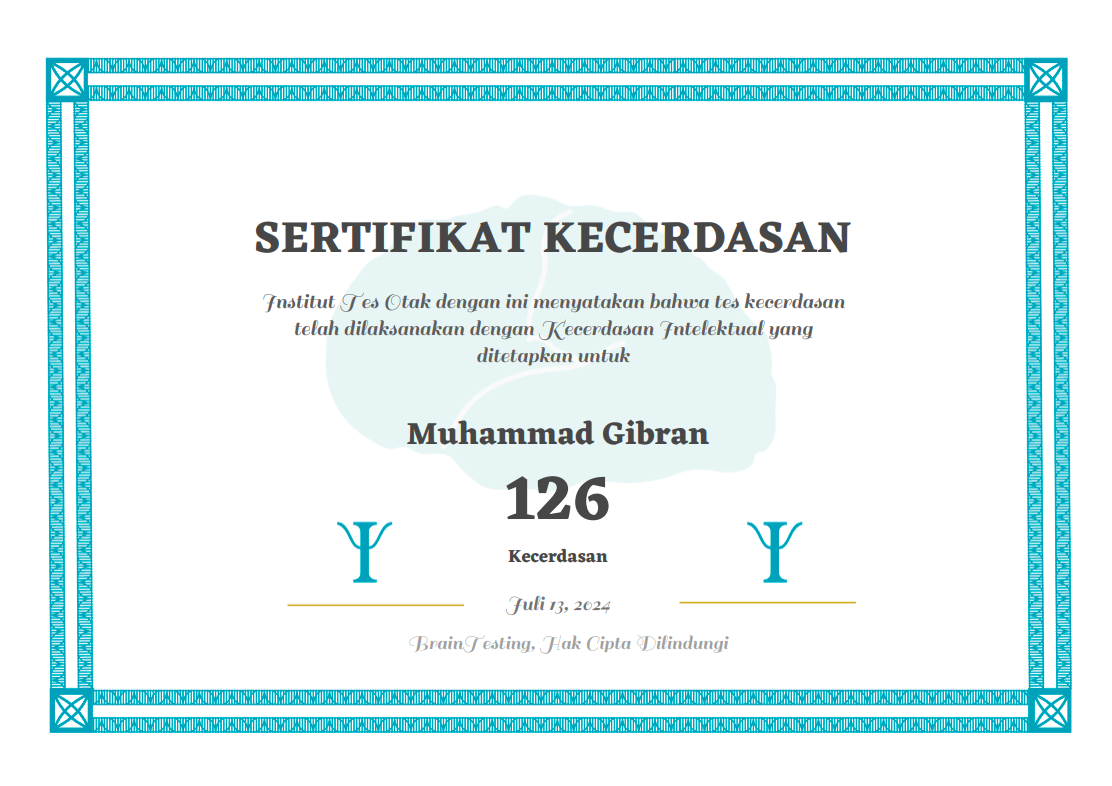 SERTIFIKAT KECERDASAN
Institut Tes Otak dengan ini menyatakan bahwa tes kecerdasan
telah dilaksanakan dengan Kecerdasan Intelektual yang
ditetapkan untuk
Muhammad Gibran
126
Kecerdasan
Juli 13, 2024
BrainTesting, Hak Cipta Dilindungi